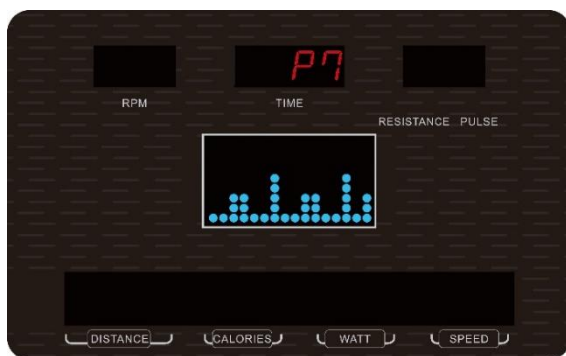 P7
RPM TIME
RESISTANCE PULSE
DISTANCE CALORIES WATT SPEED